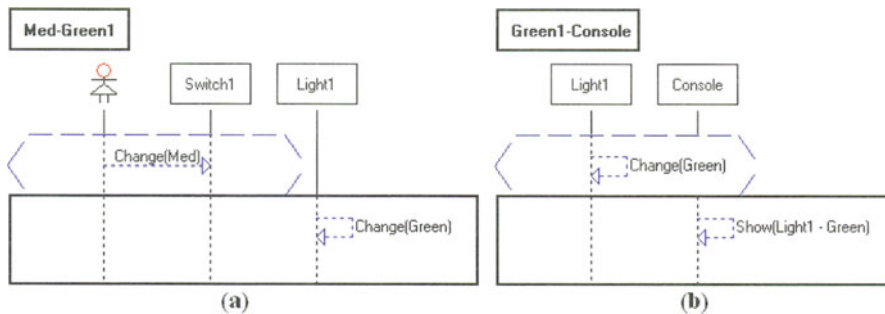 Med-Green1
Switch1
Light1
Change(Med)
Change(Green)
(a)
Green1-Console
Light1
Console
Change(Green)
Show(Light1 - Green)
(b)